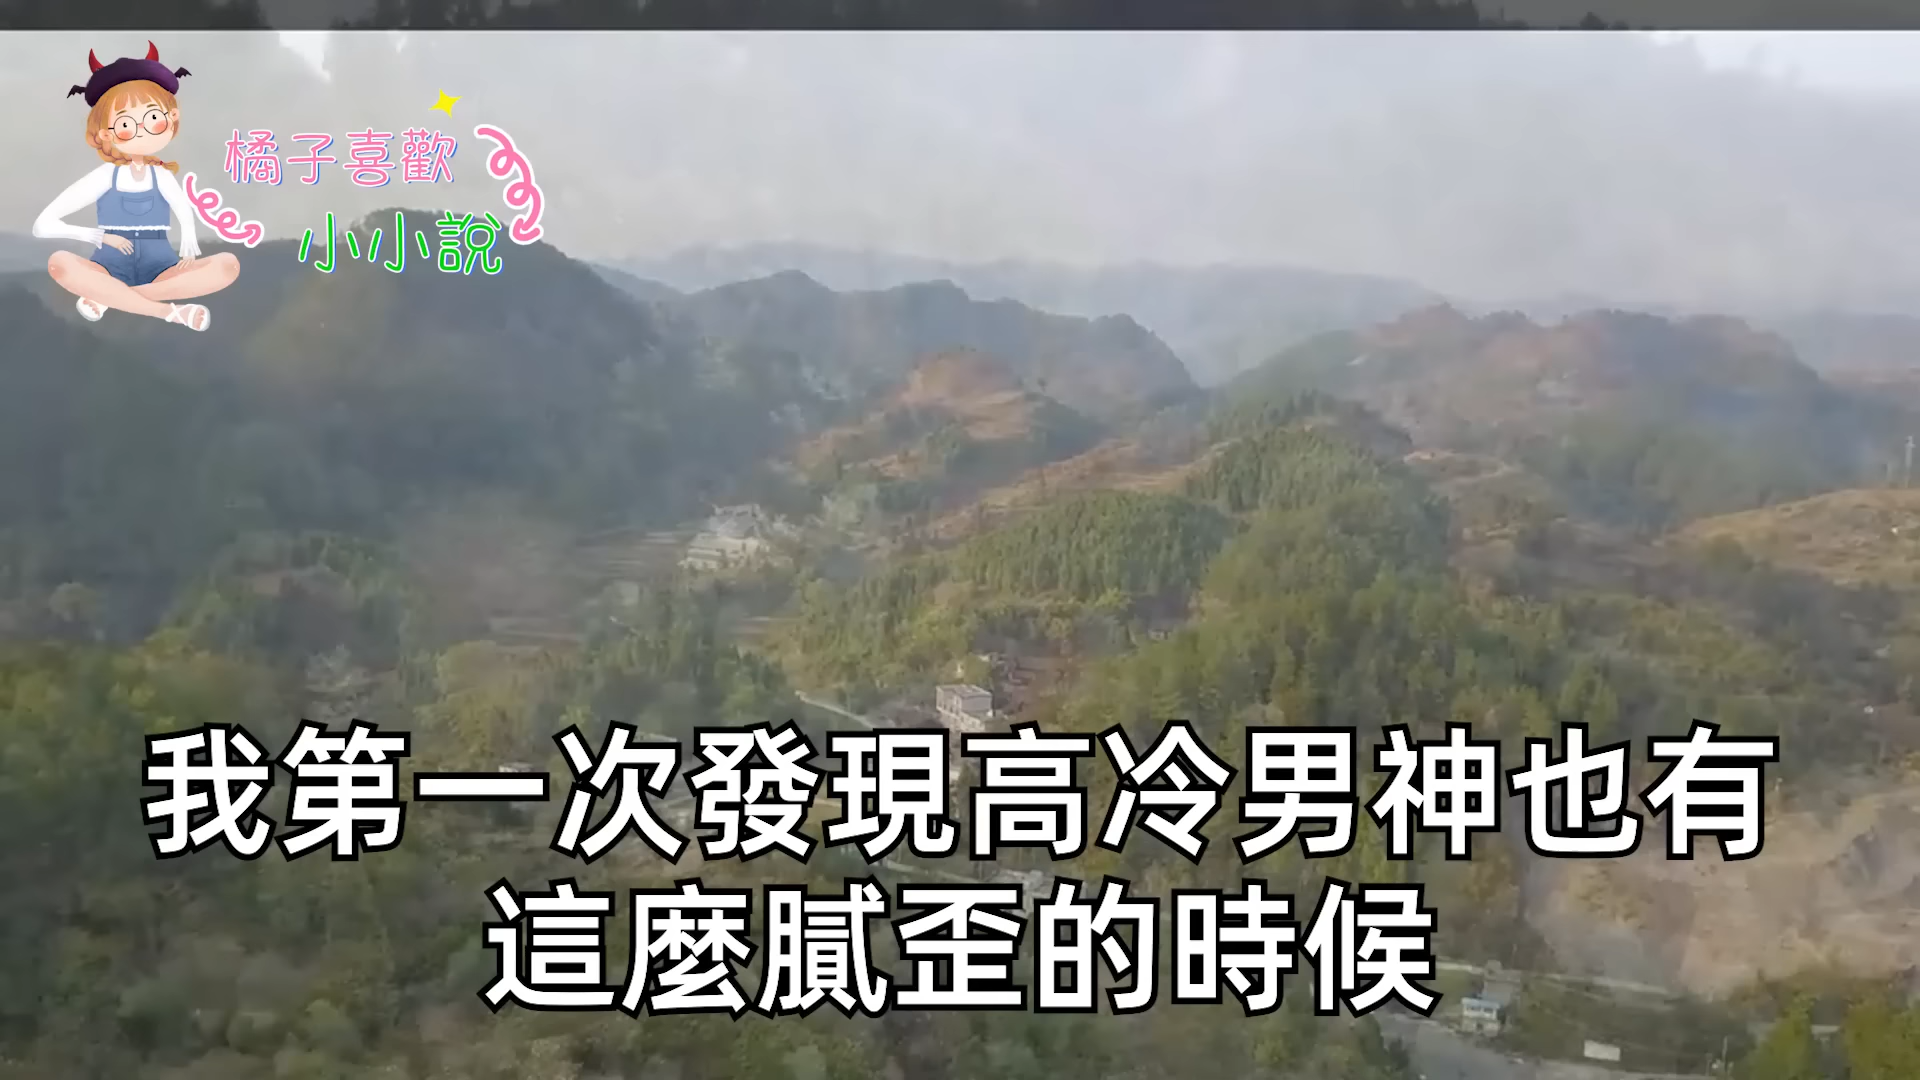 橘子喜歡
小小說
我第一次發現高冷男神也有
這麼膩歪的時候